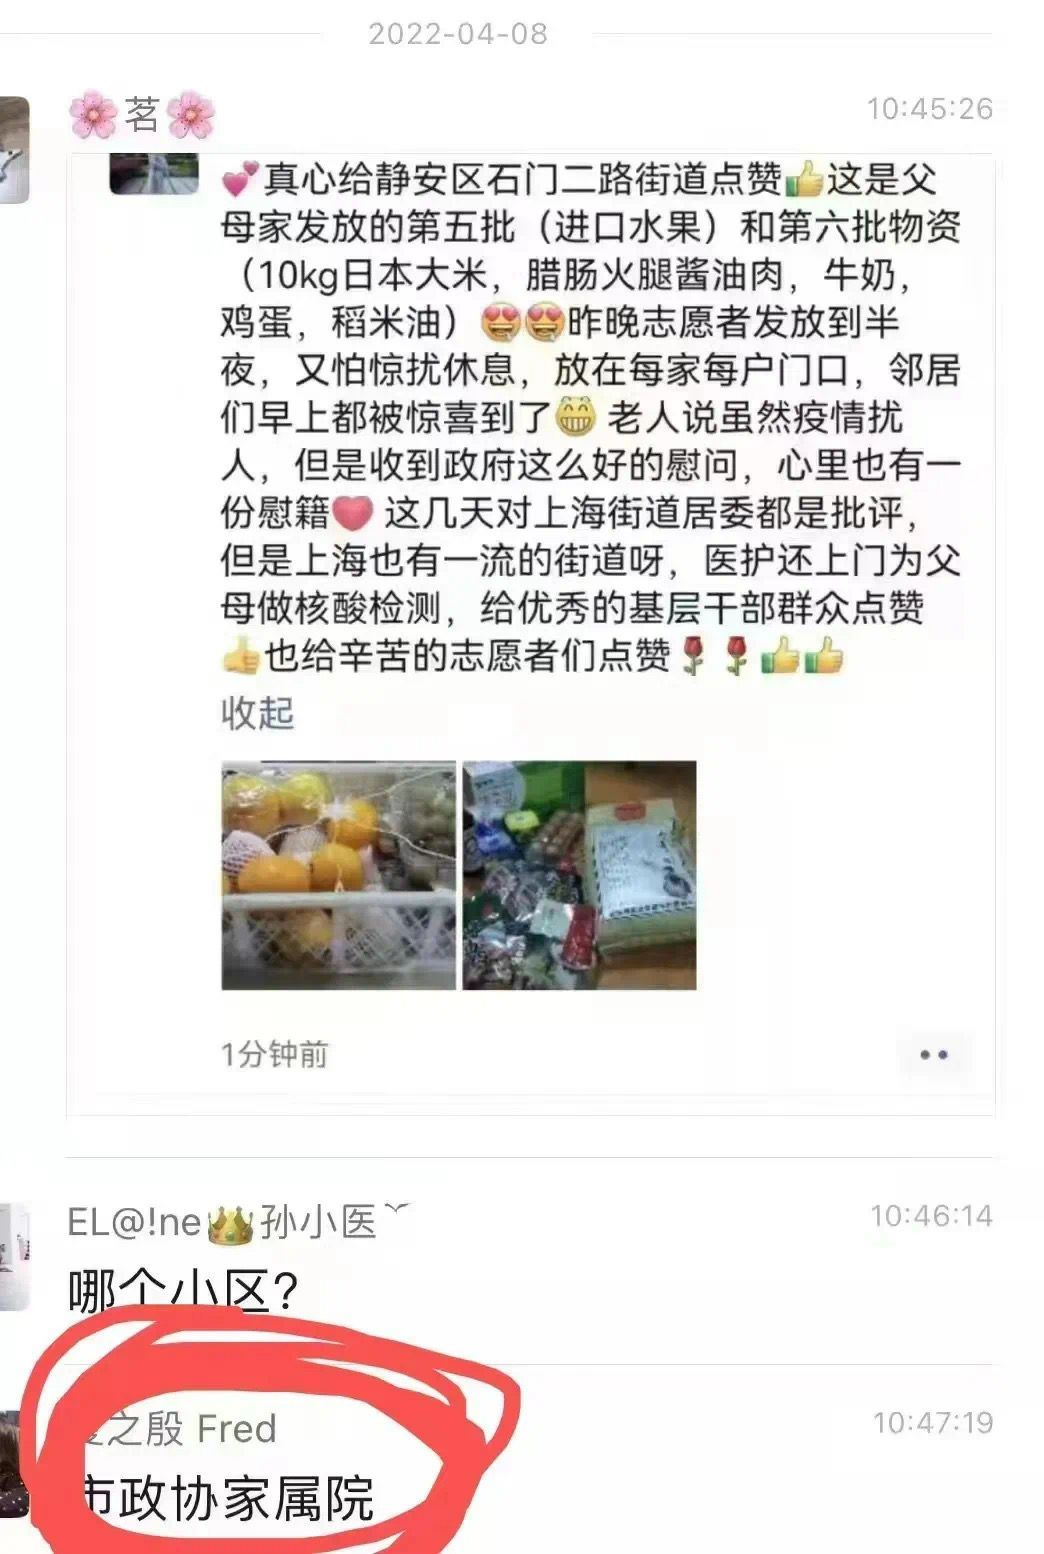 2022-04-08
🌸茗🌸
10:45:26
💕真心给静安区石门二路街道点赞👍这是父
母家发放的第五批（进口水果）和第六批物资
（10kg日本大米，腊肠火腿酱油肉，牛奶，
鸡蛋，稻米油）😍😍昨晚志愿者发放到半
夜，又怕惊扰休息，放在每家每户门口，邻居
们早上都被惊喜到了😁 老人说虽然疫情扰
人，但是收到政府这么好的慰问，心里也有一
份慰籍❤️ 这几天对上海街道居委都是批评，
但是上海也有一流的街道呀，医护还上门为父
母做核酸检测，给优秀的基层干部群众点赞
👍也给辛苦的志愿者们点赞🌹🌹👍👍
收起
1分钟前
EL@!ne👑孙小医
10:46:14
哪个小区？
之殷 Fred
10:47:19
市政协家属院